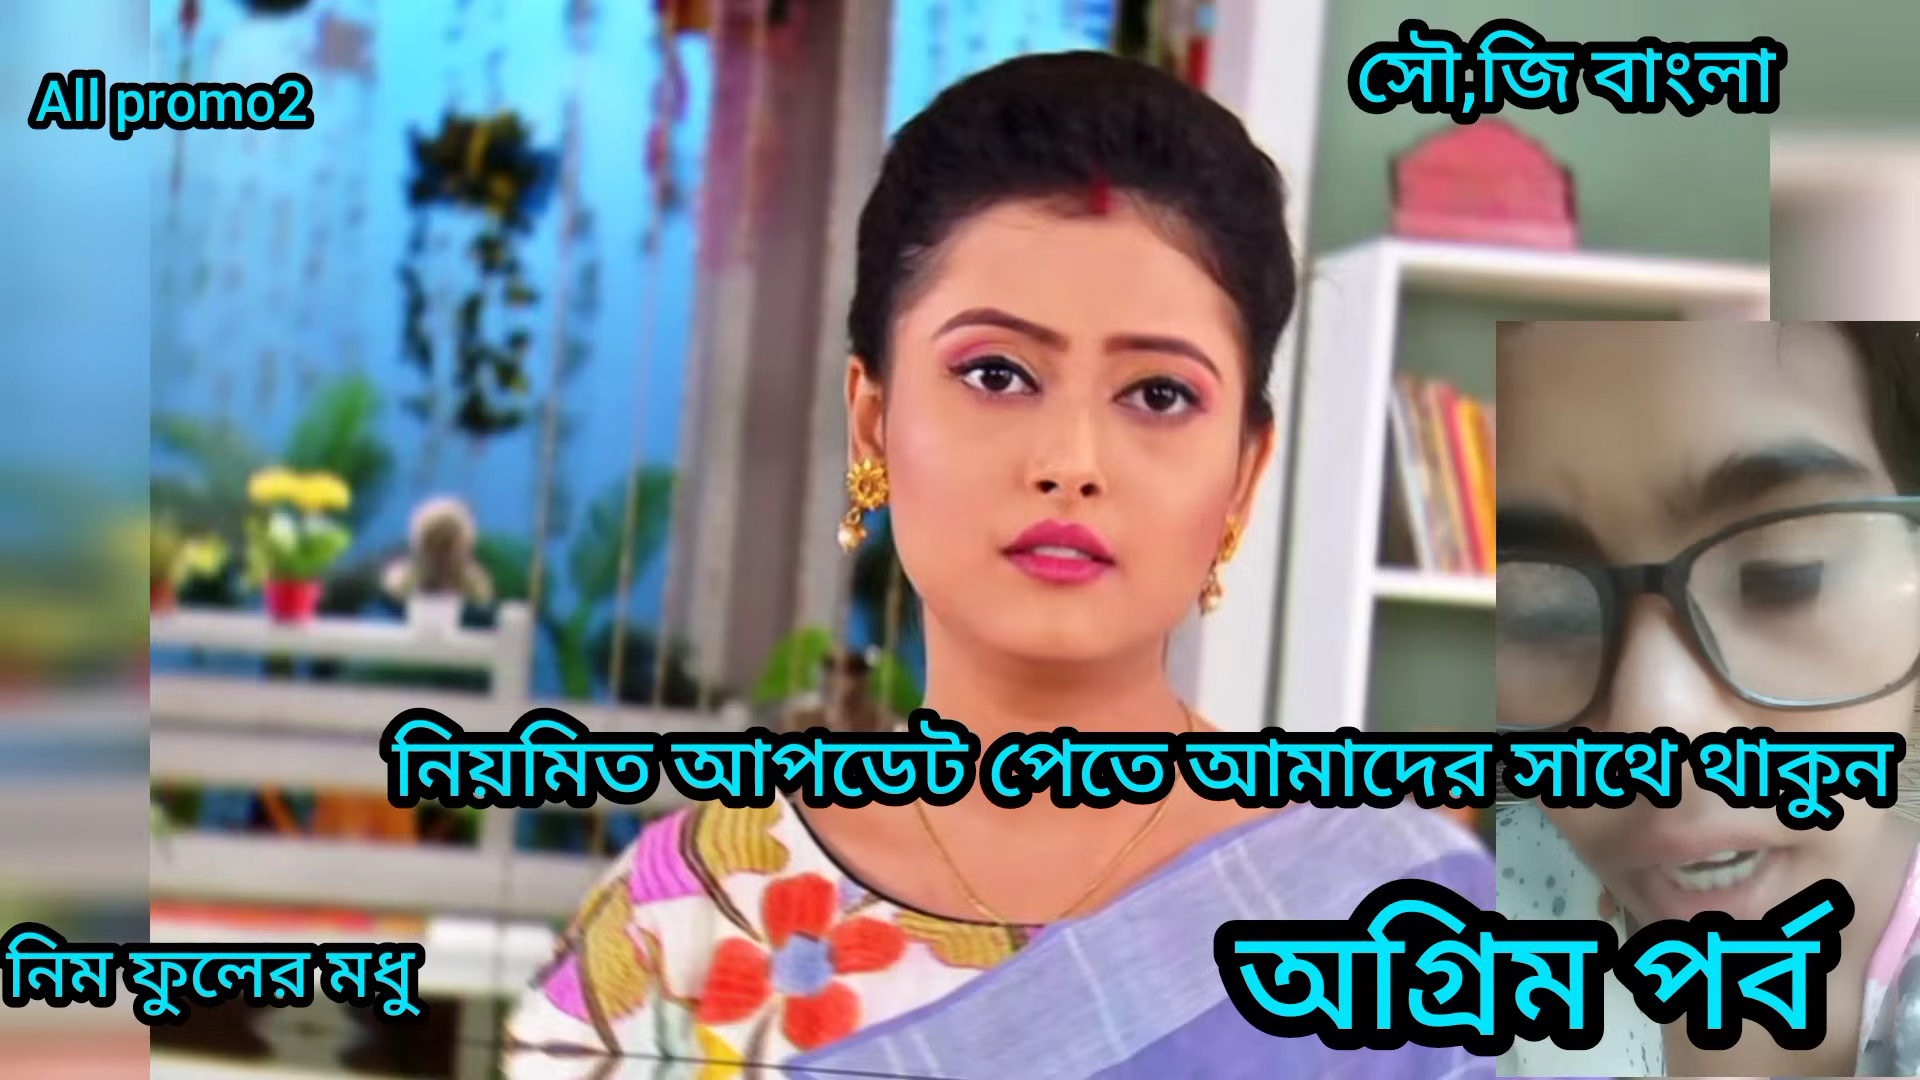 All promo2
সৌ;জি বাংলা
নিয়মিত আপডেট পেতে আমাদের সাথে থাকুন
নিম ফুলের মধু
অগ্রিম পর্ব